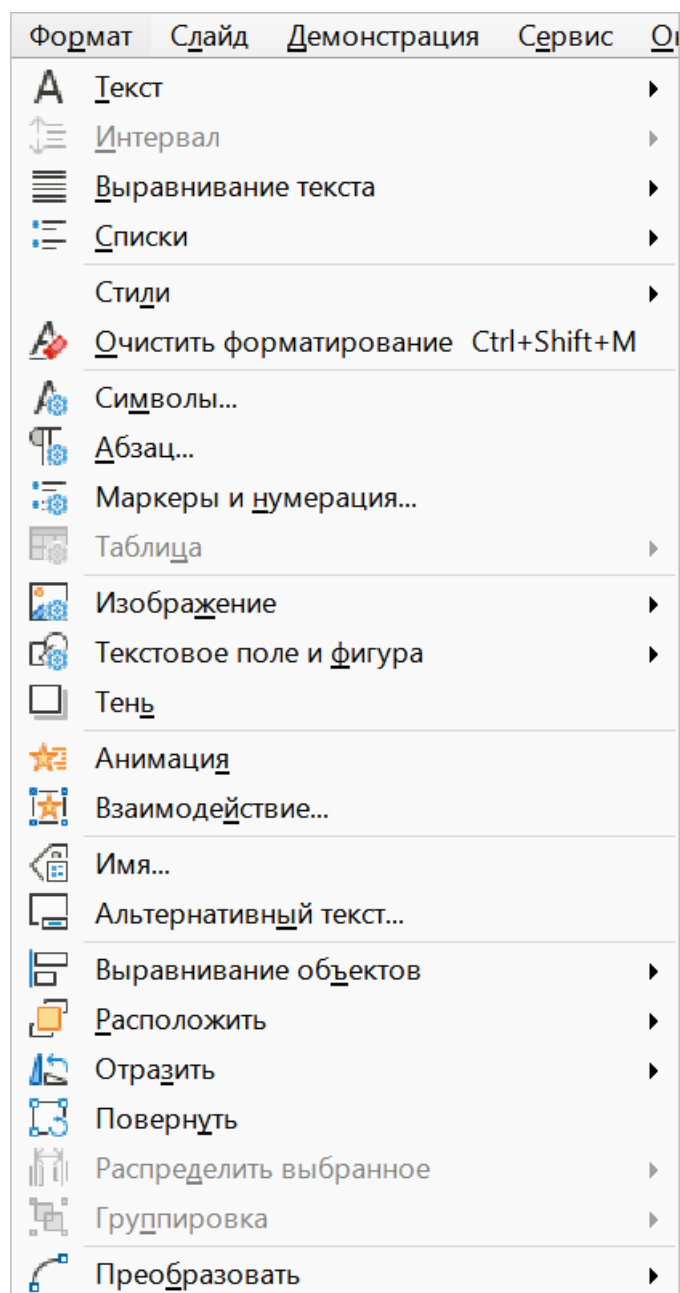 Формат Слайд Демонстрация Сервис
Текст
Интервал
Выравнивание текста
Списки
Стили
Очистить форматирование Ctrl+Shift+M
Символы...
Абзац...
Маркеры и нумерация...
Таблица
Изображение
Текстовое поле и фигура
Тень
Анимация
Взаимодействие...
Имя...
Альтернативный текст...
Выравнивание объектов
Расположить
Отразить
Повернуть
Распределить выбранное
Группировка
Преобразовать